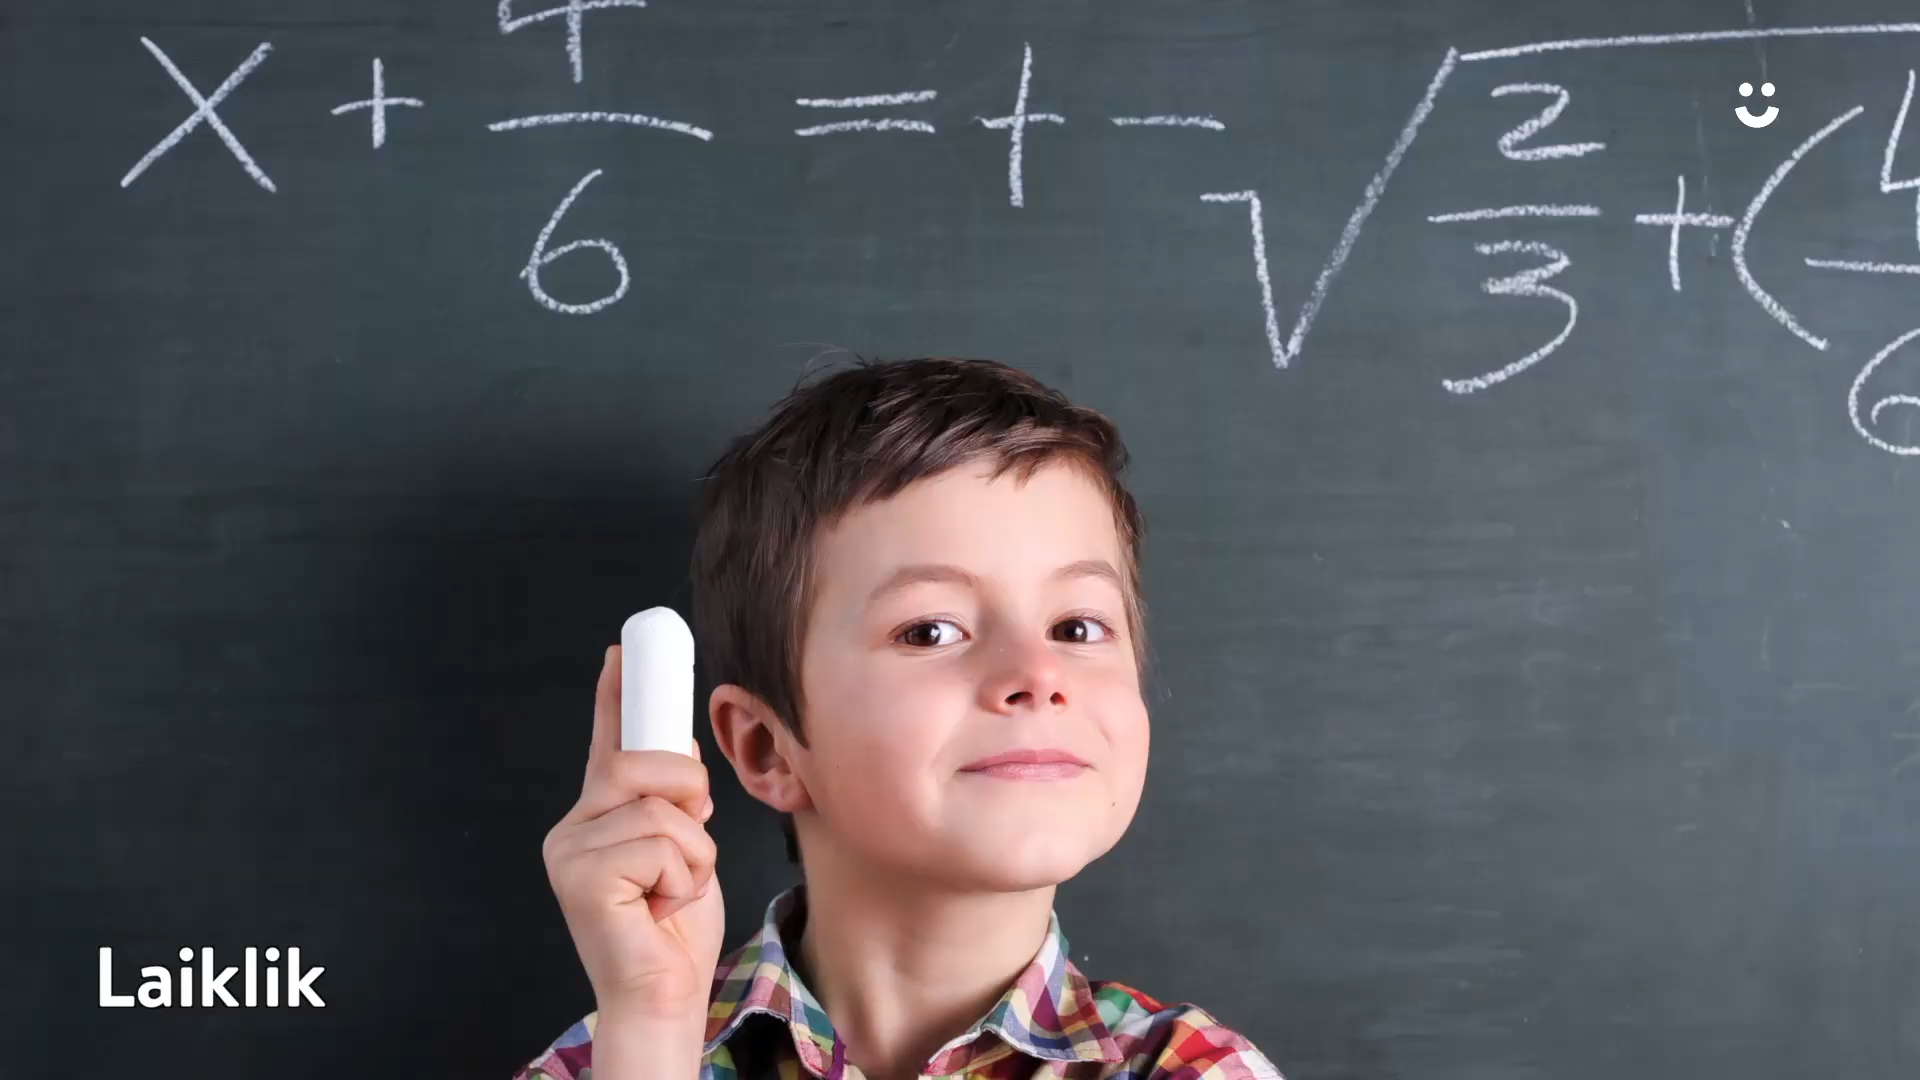 x + 4/6 = + - √ 2/3 + ( 4/6
Laiklik